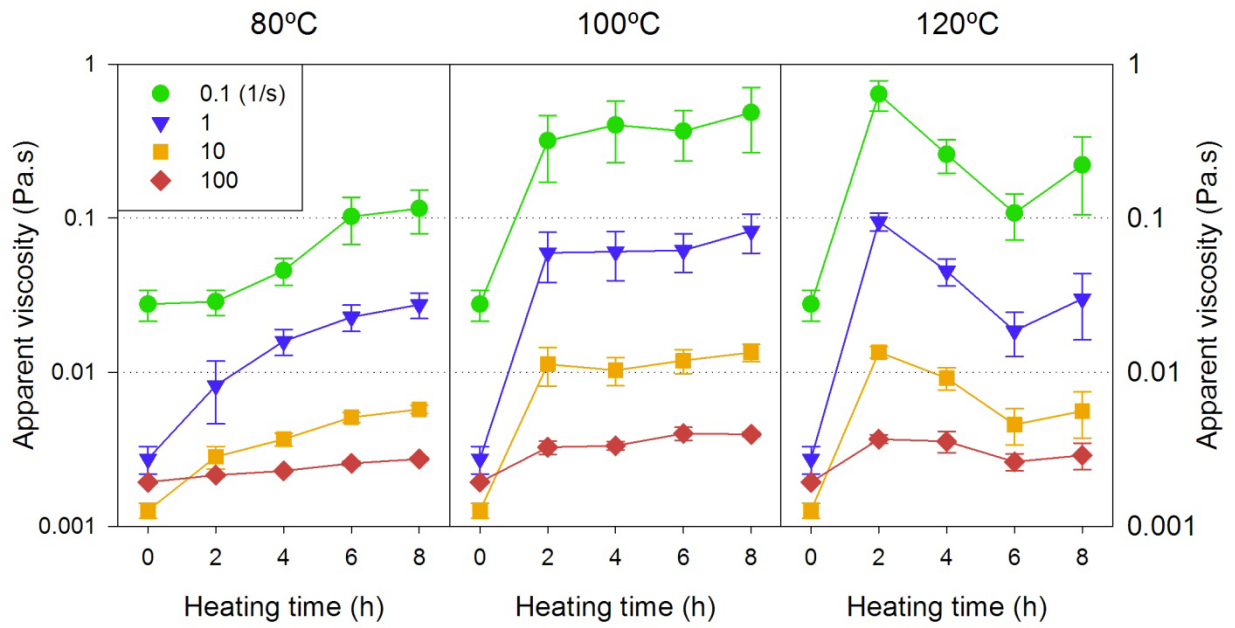 80ºC 100ºC 120ºC
1 1
0.1 (1/s)
1
10
100
0.1 0.1
0.01 0.01
0.001 0.001
Apparent viscosity (Pa.s)
Apparent viscosity (Pa.s)
0 2 4 6 8 0 2 4 6 8 0 2 4 6 8
Heating time (h) Heating time (h) Heating time (h)